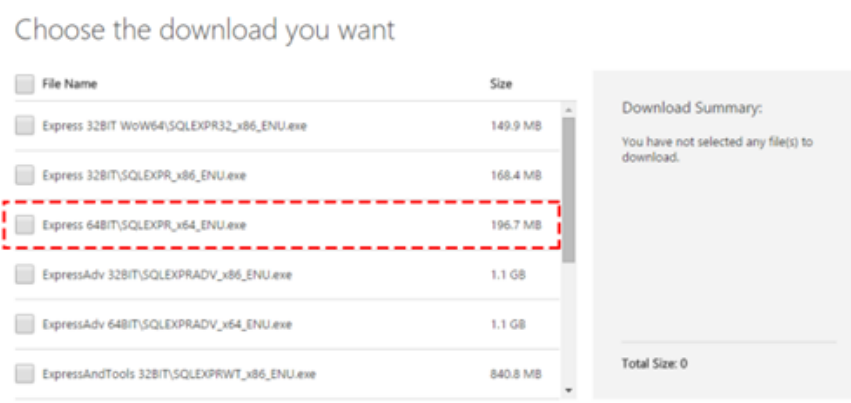 Choose the download you want
File Name Size
Express 32BIT WoW64\SQLEXPR32_x86_ENU.exe 149.9 MB
Express 32BIT\SQLEXPR_x86_ENU.exe 168.4 MB
Express 64BIT\SQLEXPR_x64_ENU.exe 196.7 MB
ExpressAdv 32BIT\SQLEXPRADV_x86_ENU.exe 1.1 GB
ExpressAdv 64BIT\SQLEXPRADV_x64_ENU.exe 1.1 GB
ExpressAndTools 32BIT\SQLEXPRWT_x86_ENU.exe 840.8 MB
Download Summary:
You have not selected any file(s) to
download.
Total Size: 0